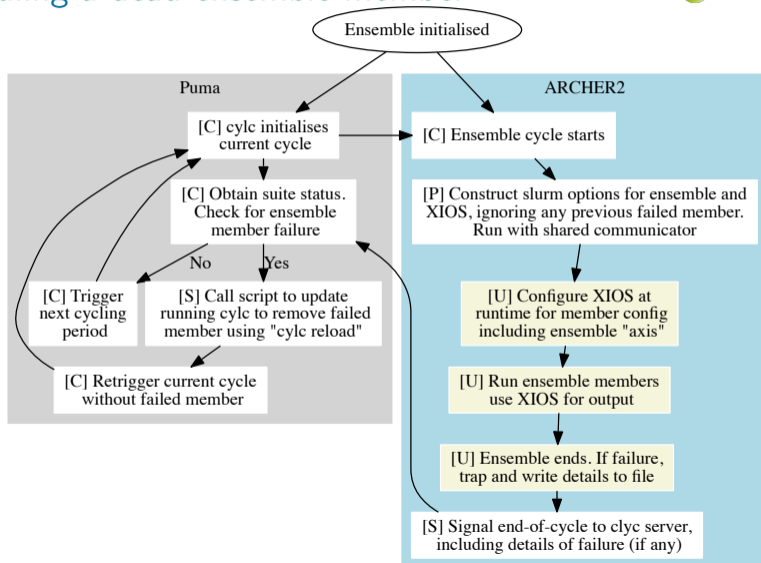 Ensemble initialised
Puma
[C] cylc initialises
current cycle
[C] Obtain suite status.
Check for ensemble
member failure
No
Yes
[C] Trigger
next cycling
period
[S] Call script to update
running cylc to remove failed
member using "cylc reload"
[C] Retrigger current cycle
without failed member
ARCHER2
[C] Ensemble cycle starts
[P] Construct slurm options for ensemble and
XIOS, ignoring any previous failed member.
Run with shared communicator
[U] Configure XIOS at
runtime for member config
including ensemble "axis"
[U] Run ensemble members
use XIOS for output
[U] Ensemble ends. If failure,
trap and write details to file
[S] Signal end-of-cycle to clyc server,
including details of failure (if any)